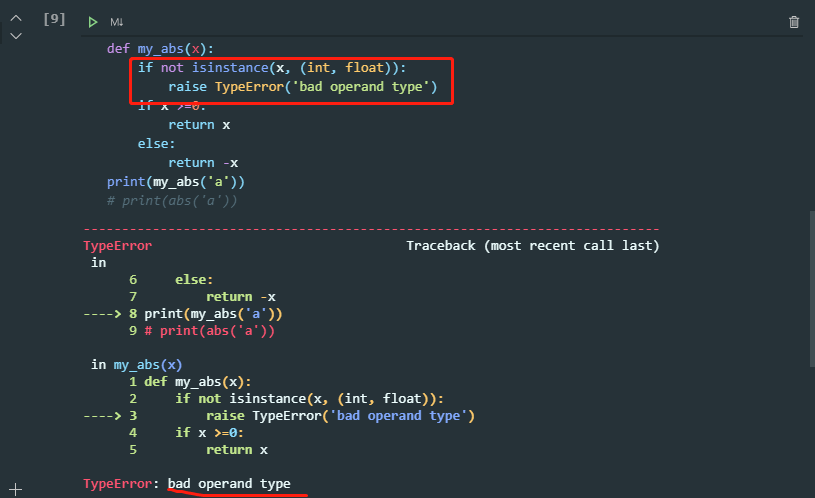 [9] M↓
def my_abs(x):
    if not isinstance(x, (int, float)):
        raise TypeError('bad operand type')
    if x >=0:
        return x
    else:
        return -x
print(my_abs('a'))
# print(abs('a'))
---------------------------------------------------------------------------
TypeError                                 Traceback (most recent call last)
 in
      6     else:
      7         return -x
----> 8 print(my_abs('a'))
      9 # print(abs('a'))
 in my_abs(x)
      1 def my_abs(x):
      2     if not isinstance(x, (int, float)):
----> 3         raise TypeError('bad operand type')
      4     if x >=0:
      5         return x
TypeError: bad operand type